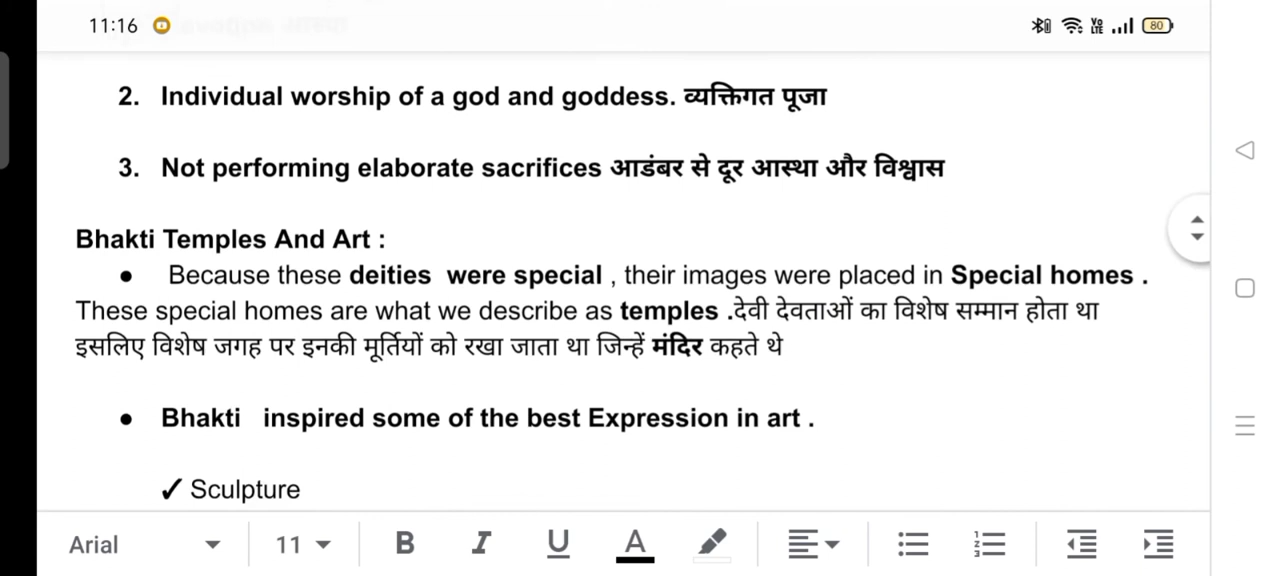 11:16 80
2. Individual worship of a god and goddess. व्यक्तिगत पूजा
3. Not performing elaborate sacrifices आडंबर से दूर आस्था और विश्वास
Bhakti Temples And Art :
● Because these deities were special , their images were placed in Special homes .
These special homes are what we describe as temples .देवी देवताओं का विशेष सम्मान होता था
इसलिए विशेष जगह पर इनकी मूर्तियों को रखा जाता था जिन्हें मंदिर कहते थे
● Bhakti inspired some of the best Expression in art .
✓ Sculpture
Arial 11 B I U A